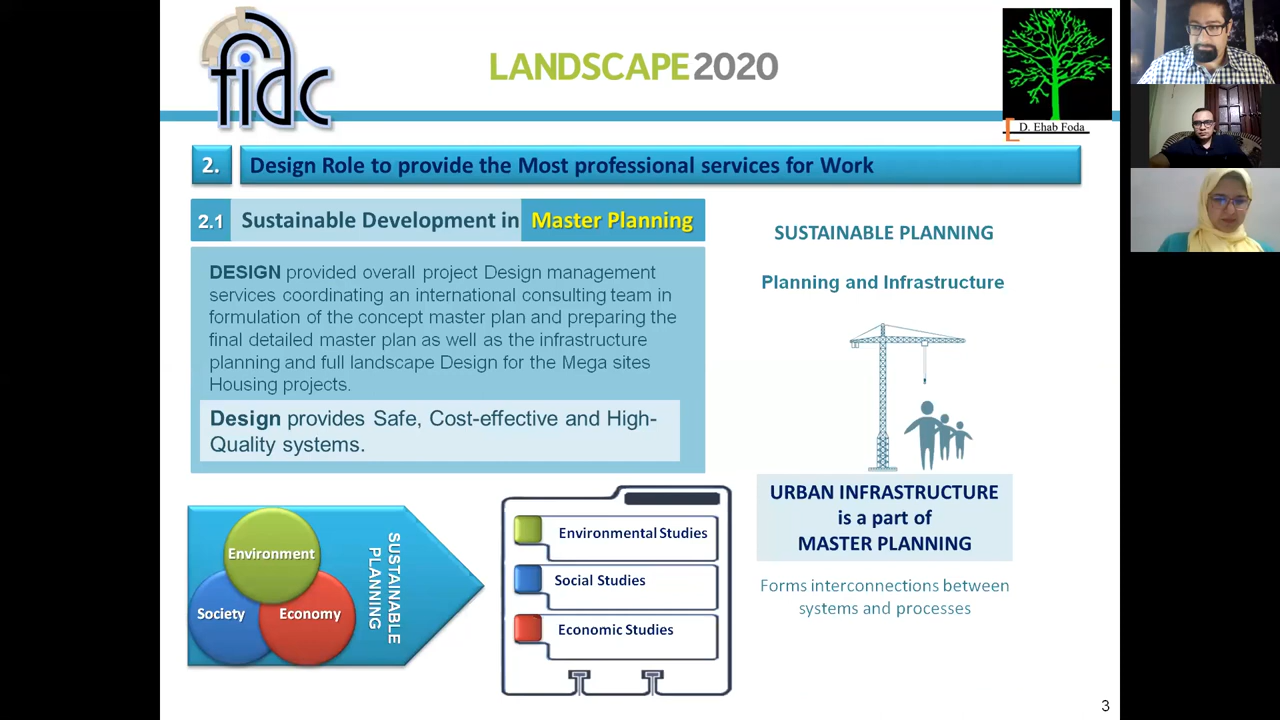 fidc
LANDSCAPE2020
D. Ehab Foda
2. Design Role to provide the Most professional services for Work
2.1 Sustainable Development in Master Planning
DESIGN provided overall project Design management
services coordinating an international consulting team in
formulation of the concept master plan and preparing the
final detailed master plan as well as the infrastructure
planning and full landscape Design for the Mega sites
Housing projects.
Design provides Safe, Cost-effective and High-
Quality systems.
Environment
Society
Economy
SUSTAINABLE
PLANNING
Environmental Studies
Social Studies
Economic Studies
SUSTAINABLE PLANNING
Planning and Infrastructure
URBAN INFRASTRUCTURE
is a part of
MASTER PLANNING
Forms interconnections between
systems and processes
3